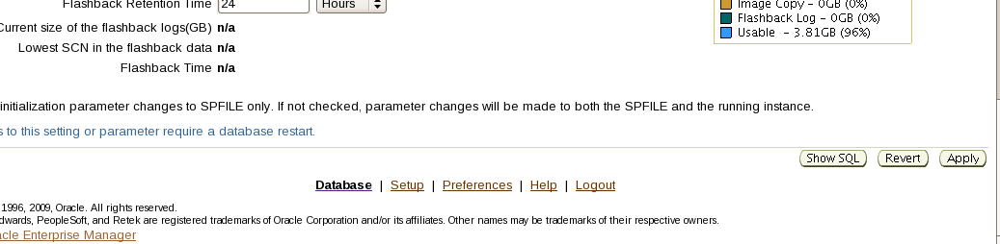 Flashback Retention Time 24 Hours
Image Copy - 0GB (0%)
Flashback Log - 0GB (0%)
Usable - 3.81GB (96%)
Current size of the flashback logs(GB) n/a
Lowest SCN in the flashback data n/a
Flashback Time n/a
initialization parameter changes to SPFILE only. If not checked, parameter changes will be made to both the SPFILE and the running instance.
s to this setting or parameter require a database restart.
Show SQL Revert Apply
Database | Setup | Preferences | Help | Logout
1996, 2009, Oracle. All rights reserved.
dwards, PeopleSoft, and Retek are registered trademarks of Oracle Corporation and/or its affiliates. Other names may be trademarks of their respective owners.
acle Enterprise Manager